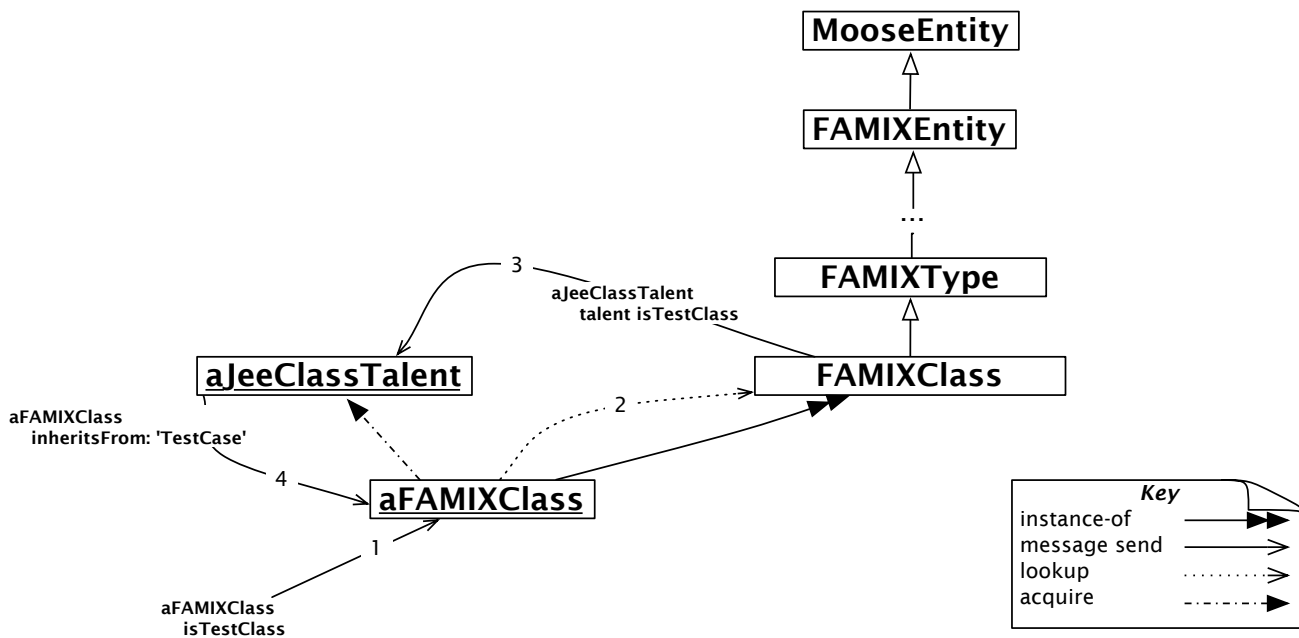 MooseEntity
FAMIXEntity
...
FAMIXType
3
aJeeClassTalent
talent isTestClass
aJeeClassTalent
FAMIXClass
2
aFAMIXClass
inheritsFrom: 'TestCase'
4
aFAMIXClass
1
aFAMIXClass
isTestClass
Key
instance-of
message send
lookup
acquire